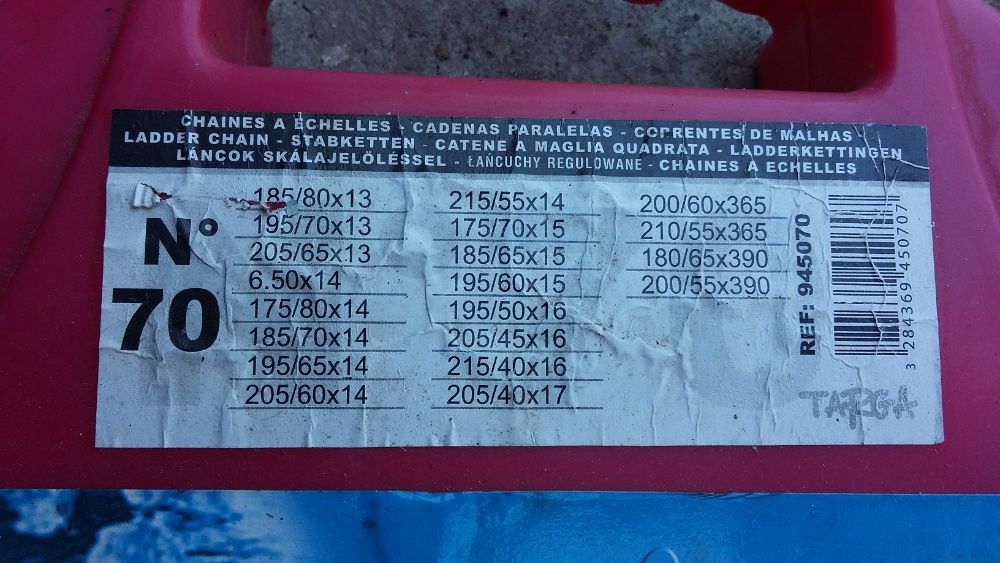 CHAINES A ECHELLES - CADENAS PARALELAS - CORRENTES DE MALHAS
LADDER CHAIN - STABKETTEN - CATENE A MAGLIA QUADRATA - LADDERKETTINGEN
LÁNCOK SKÁLAJELÖLÉSSEL - ŁAŃCUCHY REGULOWANE - CHAINES A ECHELLES
N° 70
185/80x13
195/70x13
205/65x13
6.50x14
175/80x14
185/70x14
195/65x14
205/60x14
215/55x14
175/70x15
185/65x15
195/60x15
195/50x16
205/45x16
215/40x16
205/40x17
200/60x365
210/55x365
180/65x390
200/55x390
REF: 945070
3 284369 450707
TARGA